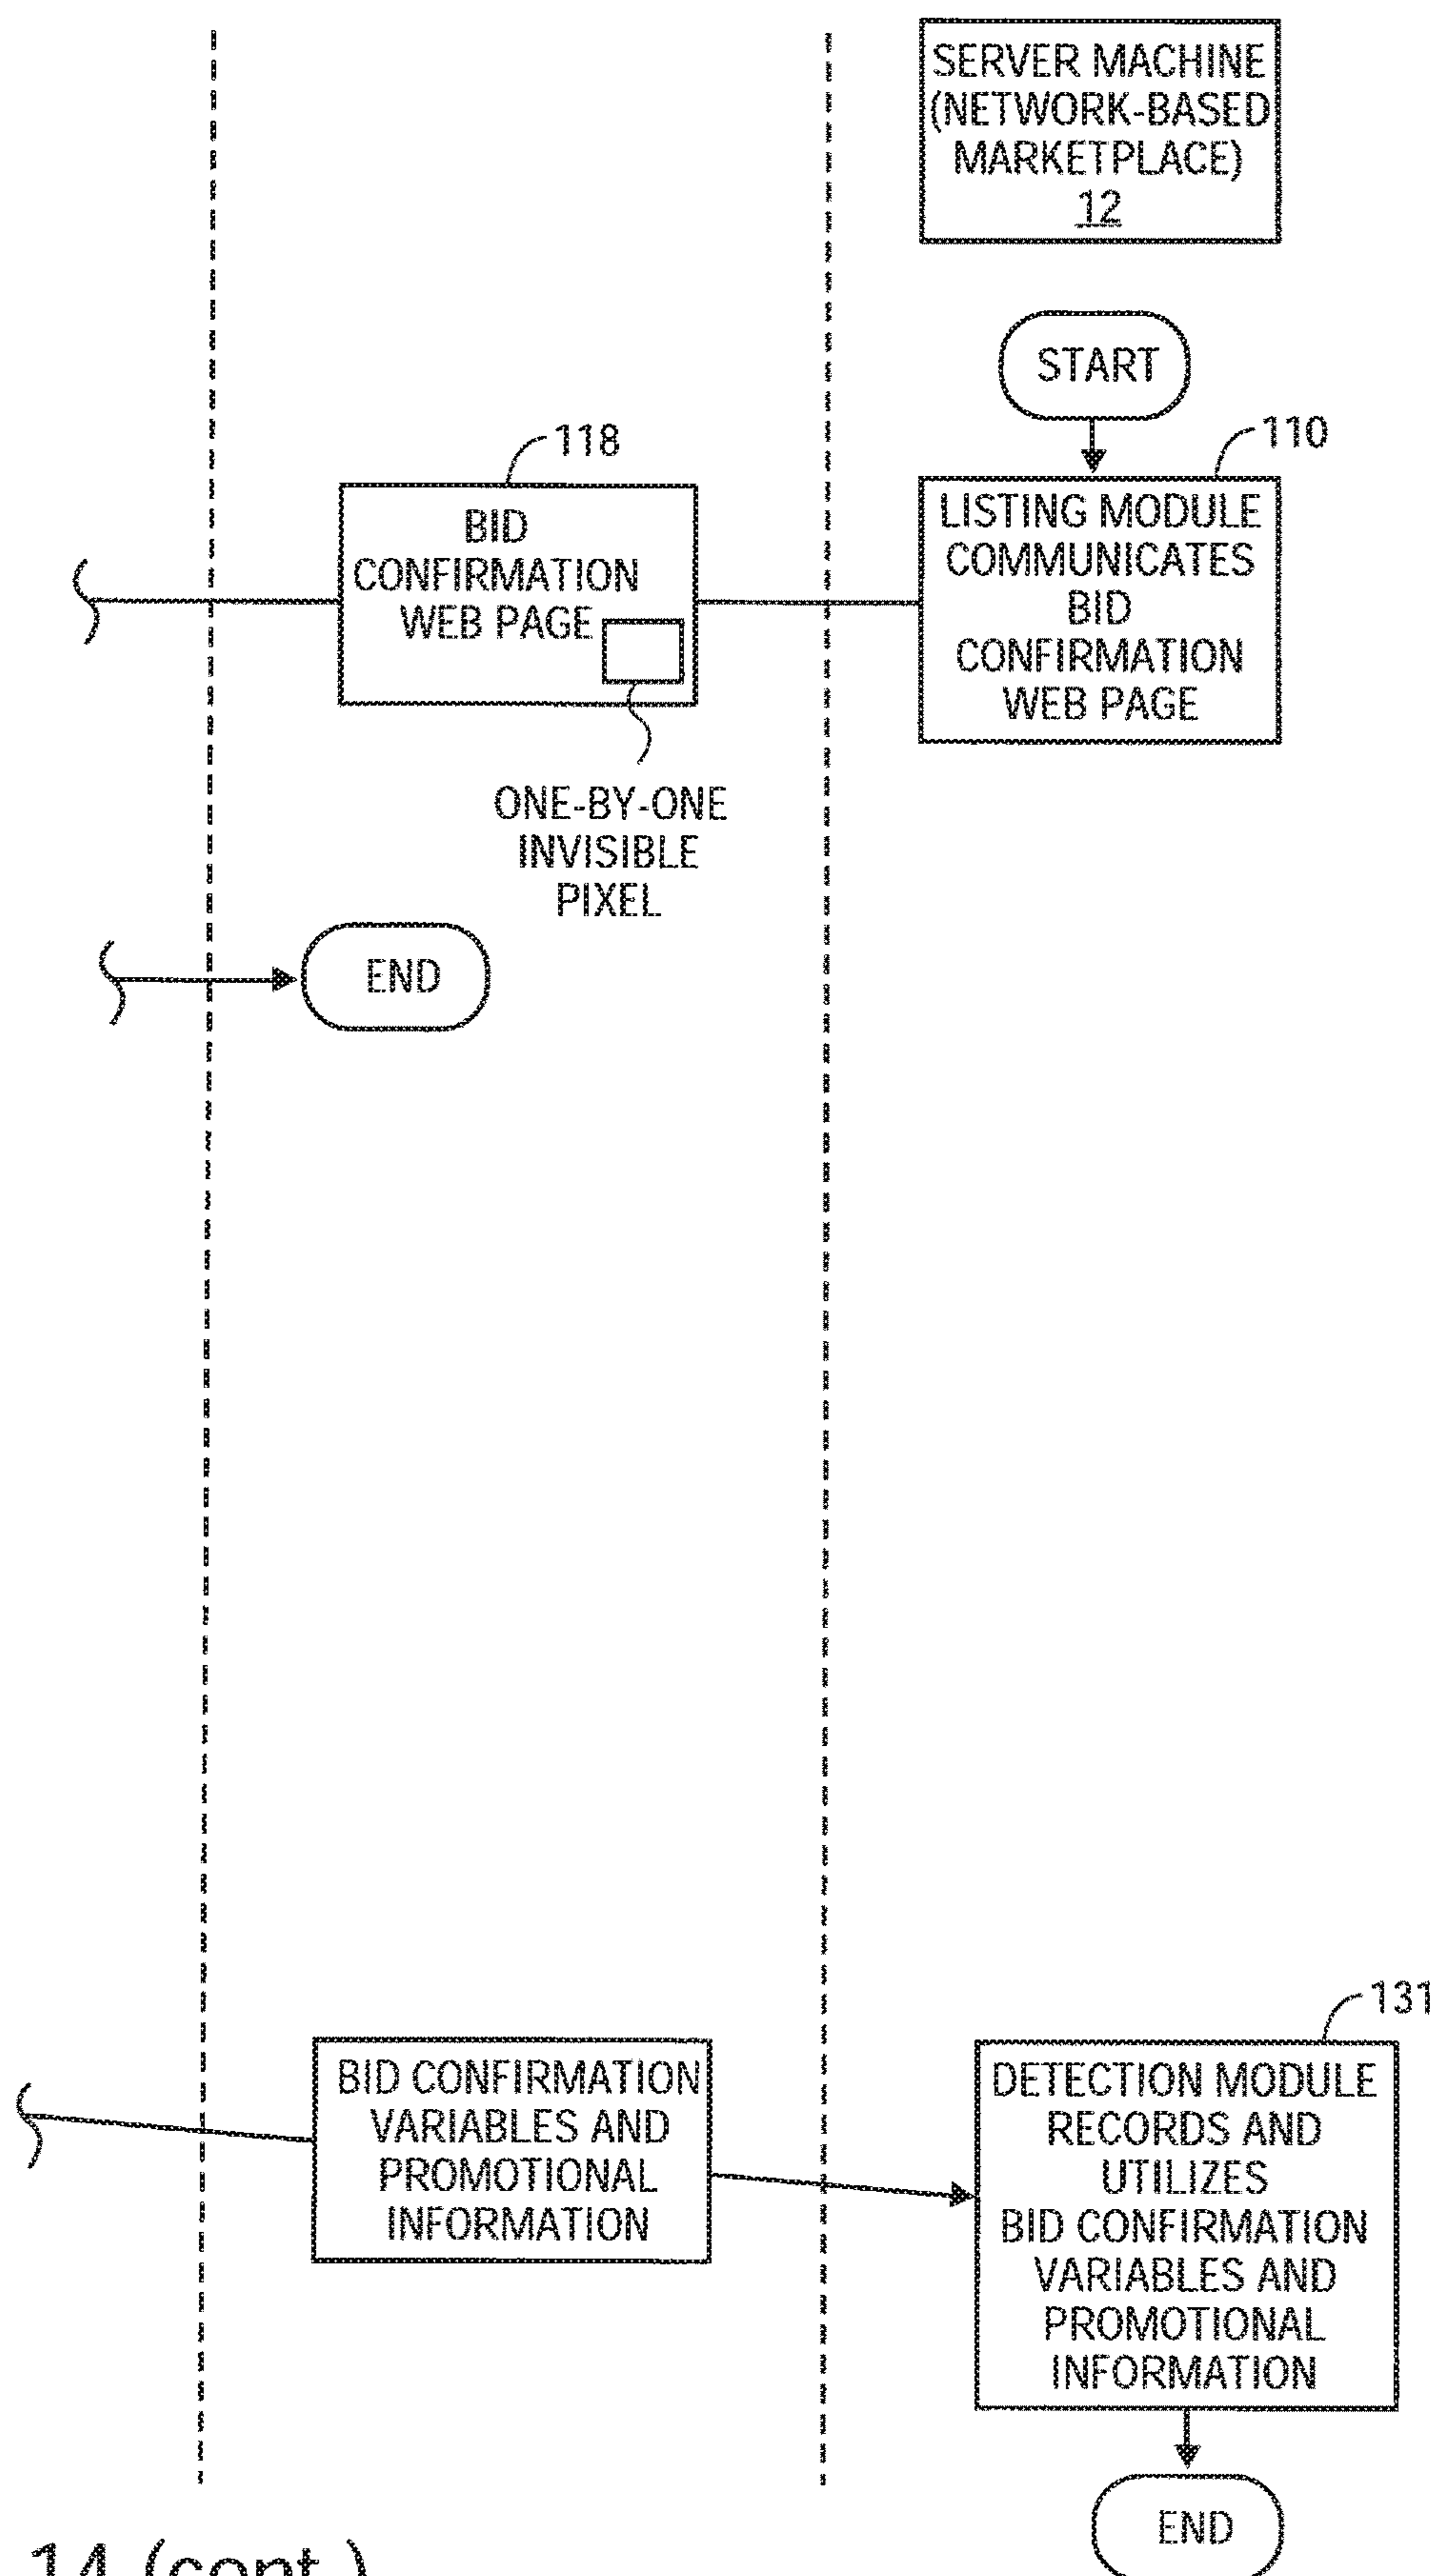 SERVER MACHINE
(NETWORK-BASED
MARKETPLACE)
12
START
118
110
BID
CONFIRMATION
WEB PAGE
LISTING MODULE
COMMUNICATES
BID
CONFIRMATION
WEB PAGE
ONE-BY-ONE
INVISIBLE
PIXEL
END
131
BID CONFIRMATION
VARIABLES AND
PROMOTIONAL
INFORMATION
DETECTION MODULE
RECORDS AND
UTILIZES
BID CONFIRMATION
VARIABLES AND
PROMOTIONAL
INFORMATION
END
14 (cont.)